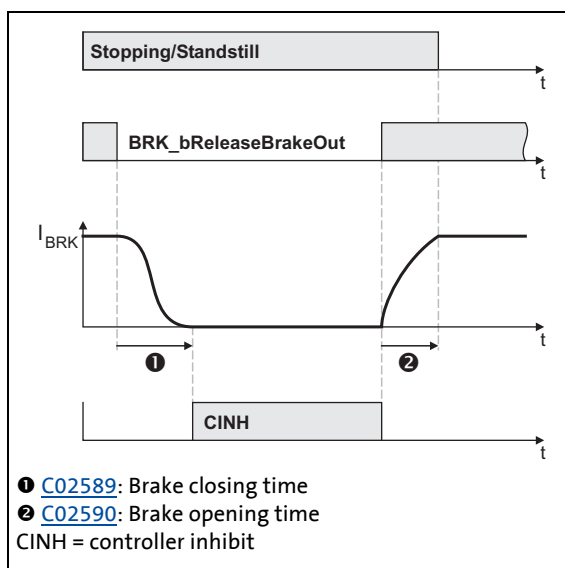 Stopping/Standstill
t
BRK_bReleaseBrakeOut
t
I BRK
t
❶
❷
CINH
t
❶ C02589: Brake closing time
❷ C02590: Brake opening time
CINH = controller inhibit